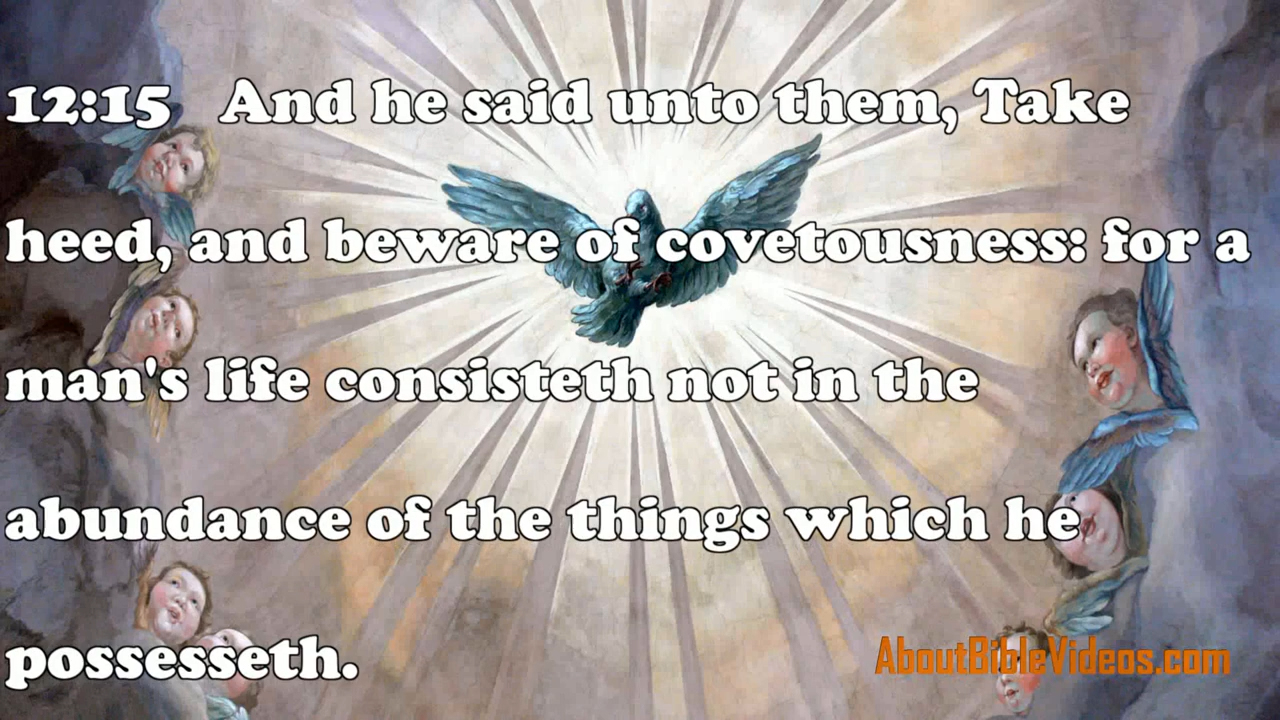 12:15 And he said unto them, Take
heed, and beware of covetousness: for a
man's life consisteth not in the
abundance of the things which he
possesseth.
AboutBibleVideos.com